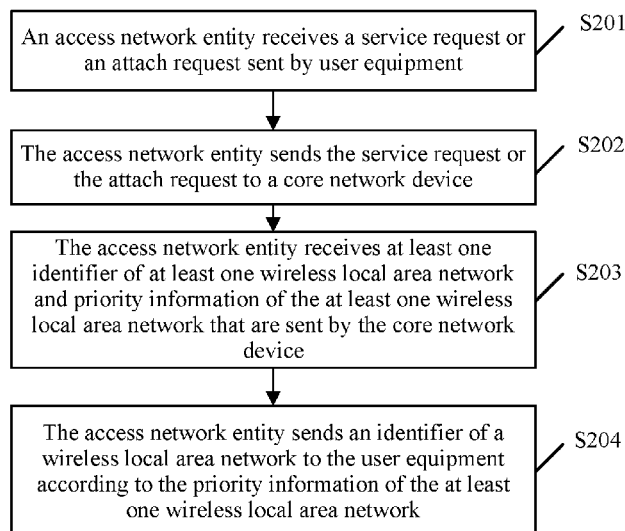 An access network entity receives a service request or
an attach request sent by user equipment
S201
The access network entity sends the service request or
the attach request to a core network device
S202
The access network entity receives at least one
identifier of at least one wireless local area network
and priority information of the at least one wireless
local area network that are sent by the core network
device
S203
The access network entity sends an identifier of a
wireless local area network to the user equipment
according to the priority information of the at least
one wireless local area network
S204